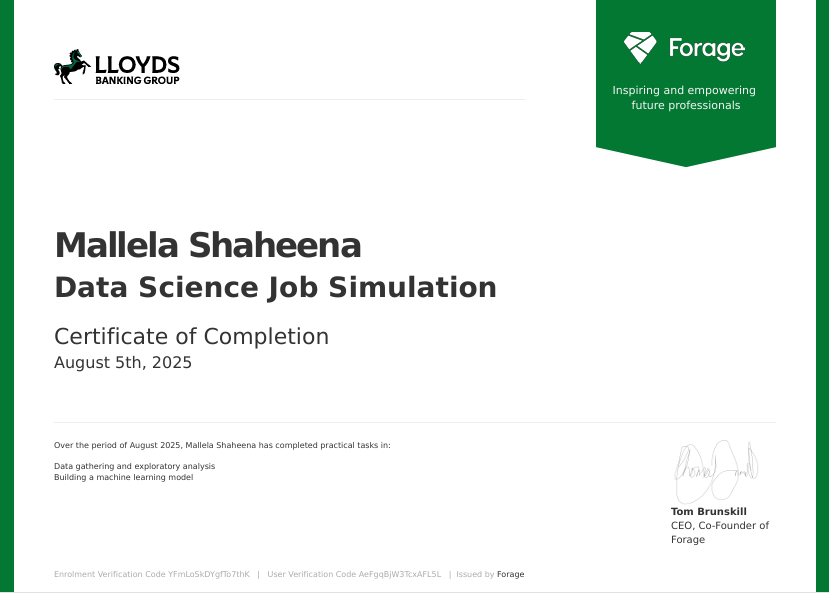 LLOYDS
BANKING GROUP
Forage
Inspiring and empowering
future professionals
Mallela Shaheena
Data Science Job Simulation
Certificate of Completion
August 5th, 2025
Over the period of August 2025, Mallela Shaheena has completed practical tasks in:
Data gathering and exploratory analysis
Building a machine learning model
Tom Brunskill
CEO, Co-Founder of
Forage
Enrolment Verification Code YFmLoSkDYgfTo7thK | User Verification Code AeFgqBjW3TcxAFLSL | Issued by Forage